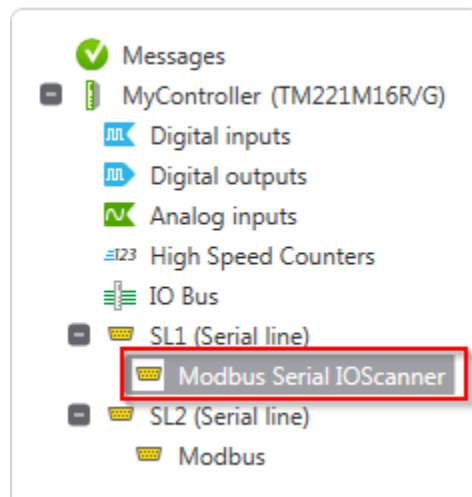 Messages
MyController (TM221M16R/G)
Digital inputs
Digital outputs
Analog inputs
123 High Speed Counters
IO Bus
SL1 (Serial line)
Modbus Serial IOScanner
SL2 (Serial line)
Modbus